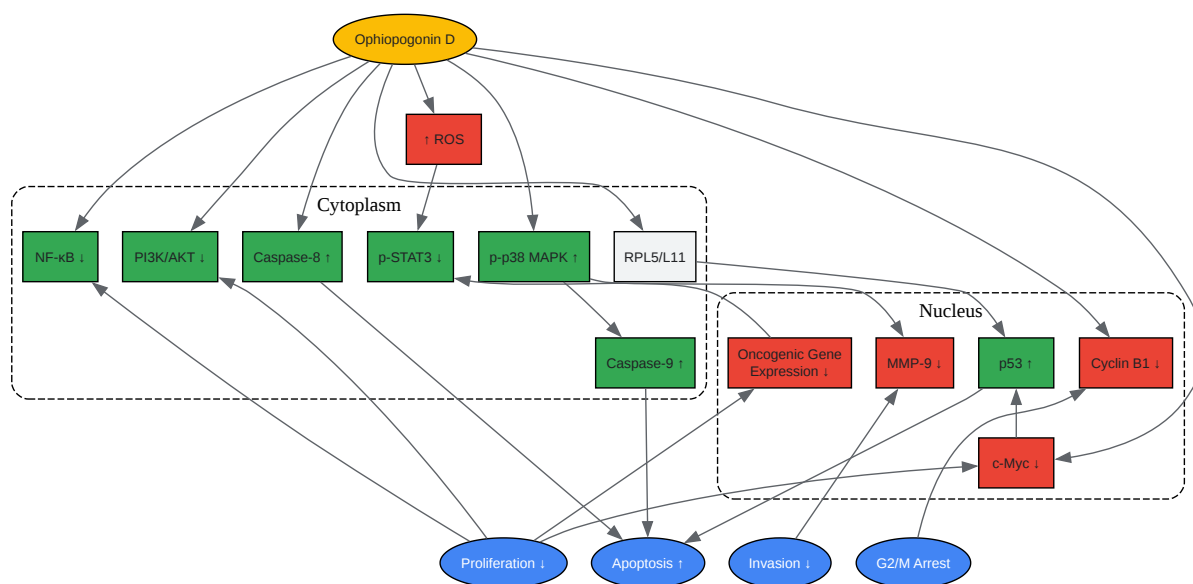 Ophiopogonin D
↑ ROS
Cytoplasm
NF-κB ↓
PI3K/AKT ↓
Caspase-8 ↑
p-STAT3 ↓
p-p38 MAPK ↑
RPL5/L11
Nucleus
Caspase-9 ↑
Oncogenic Gene
Expression ↓
MMP-9 ↓
p53 ↑
Cyclin B1 ↓
c-Myc ↓
Proliferation ↓
Apoptosis ↑
Invasion ↓
G2/M Arrest